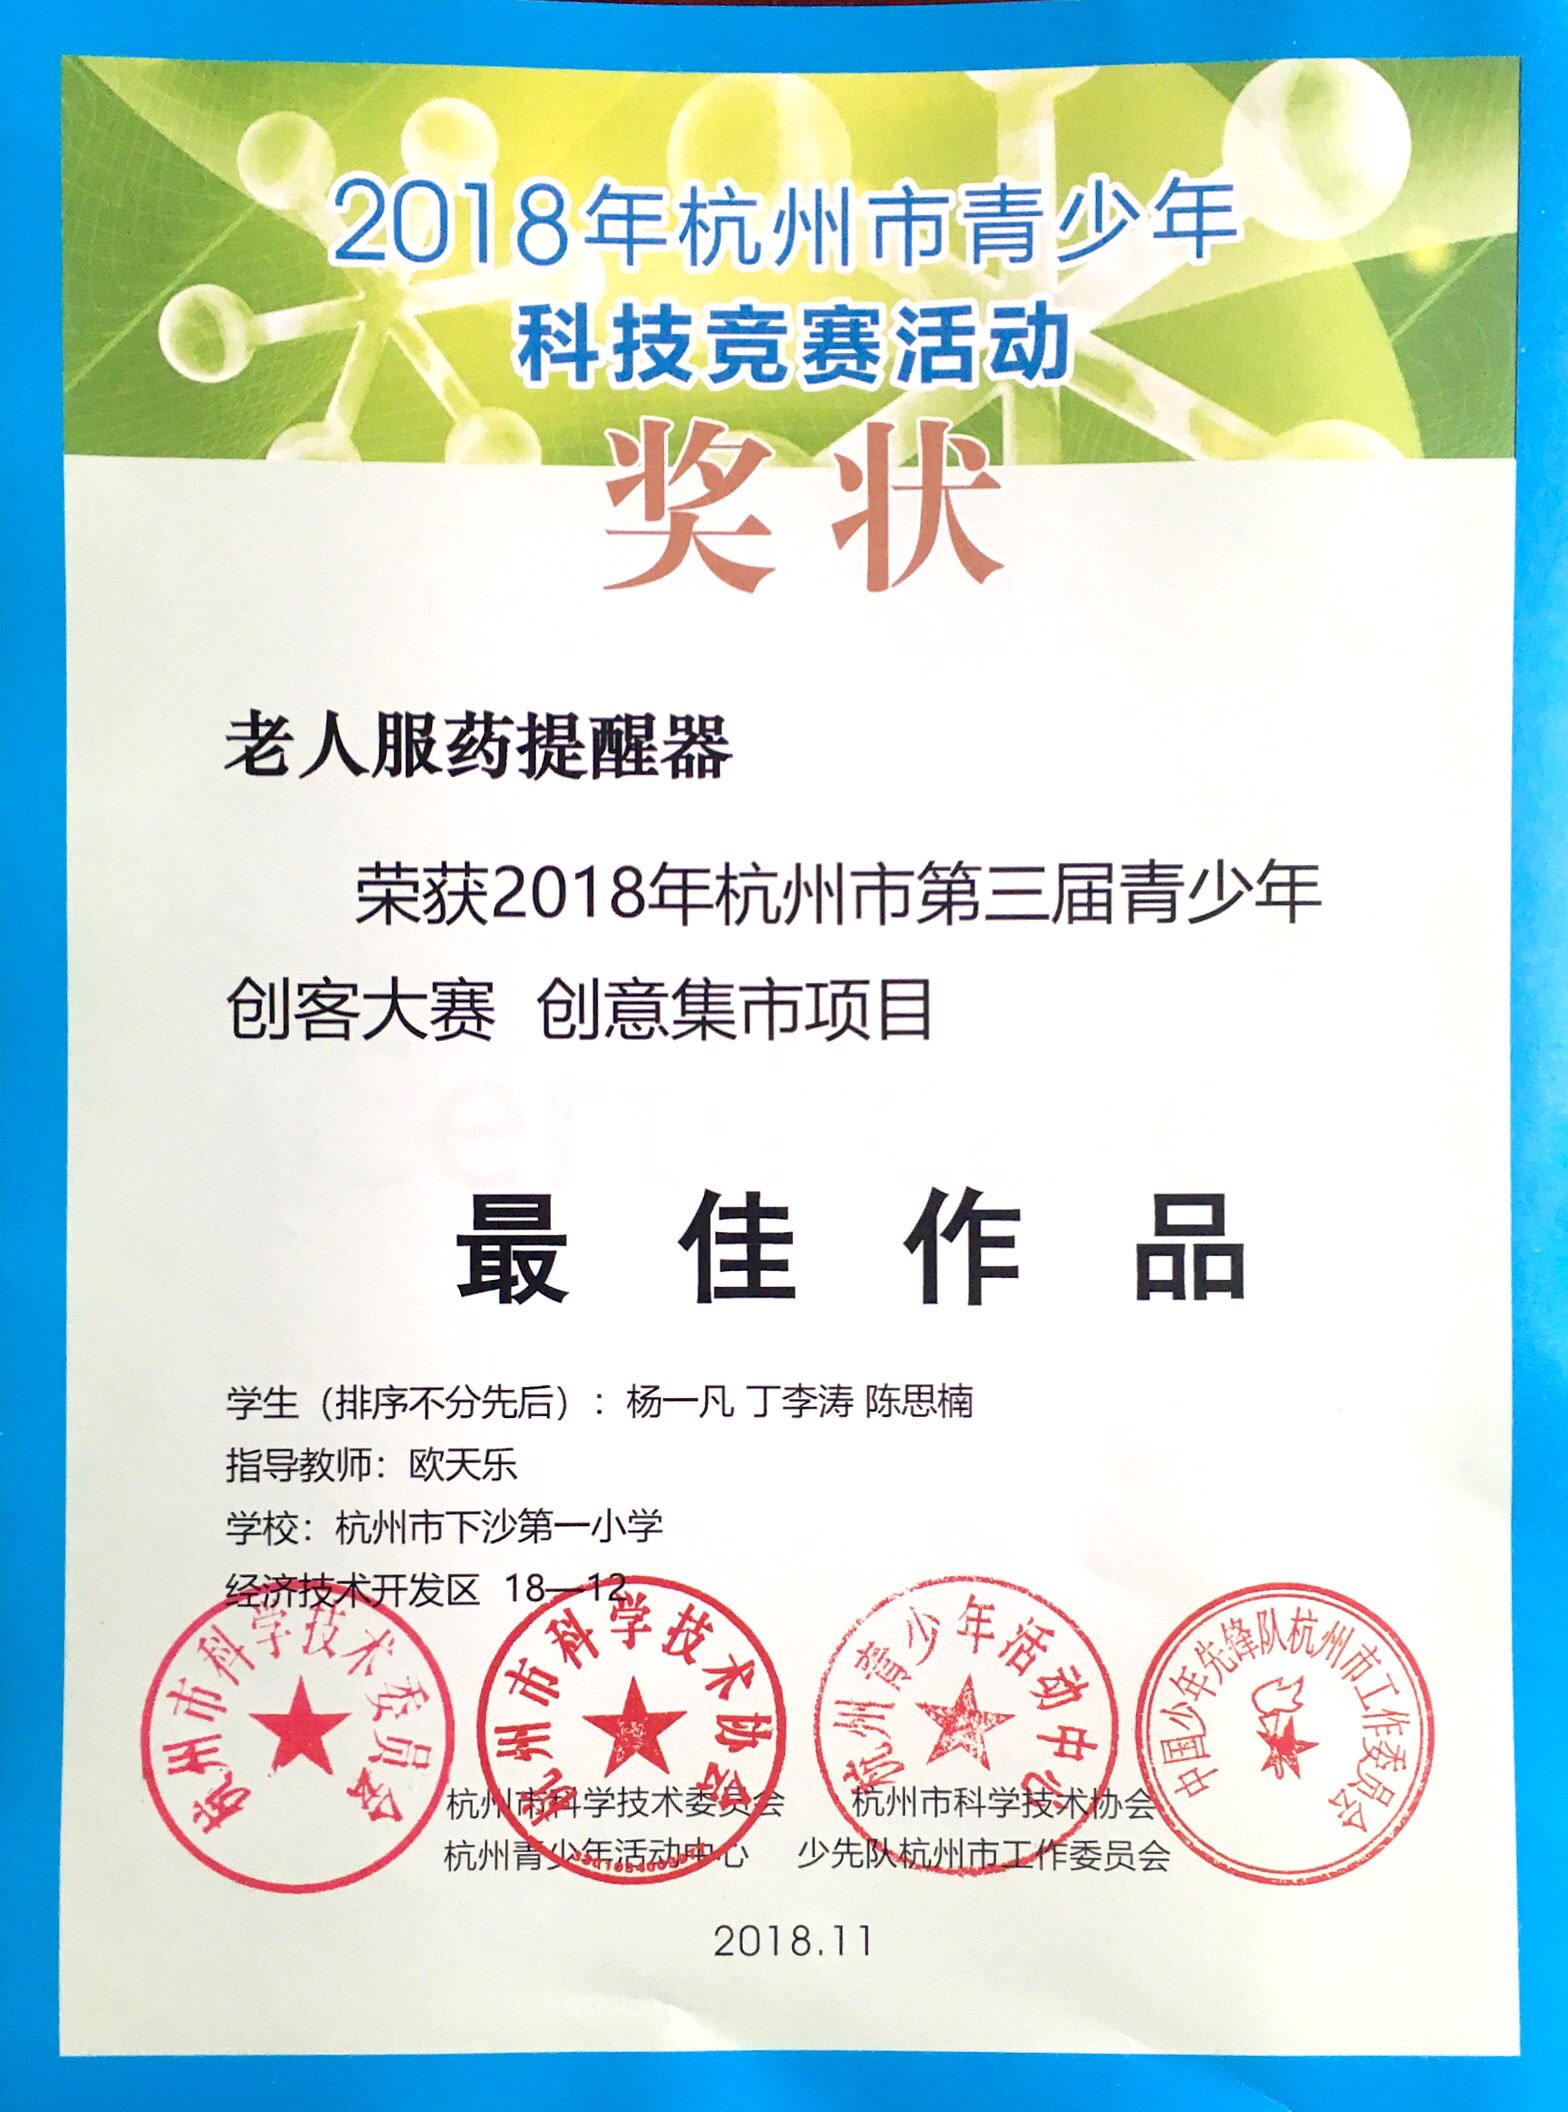 2018年杭州市青少年
科技竞赛活动
奖状
老人服药提醒器
荣获2018年杭州市第三届青少年
创客大赛 创意集市项目
最佳作品
学生（排序不分先后）：杨一凡 丁李涛 陈思楠
指导教师：欧天乐
学校：杭州市下沙第一小学
经济技术开发区 18—12
杭州市科学技术委员会
杭州市科学技术协会
杭州青少年活动中心
中国少年先锋队杭州市工作委员会
杭州市科学技术委员会 杭州市科学技术协会
杭州青少年活动中心 少先队杭州市工作委员会
2018.11